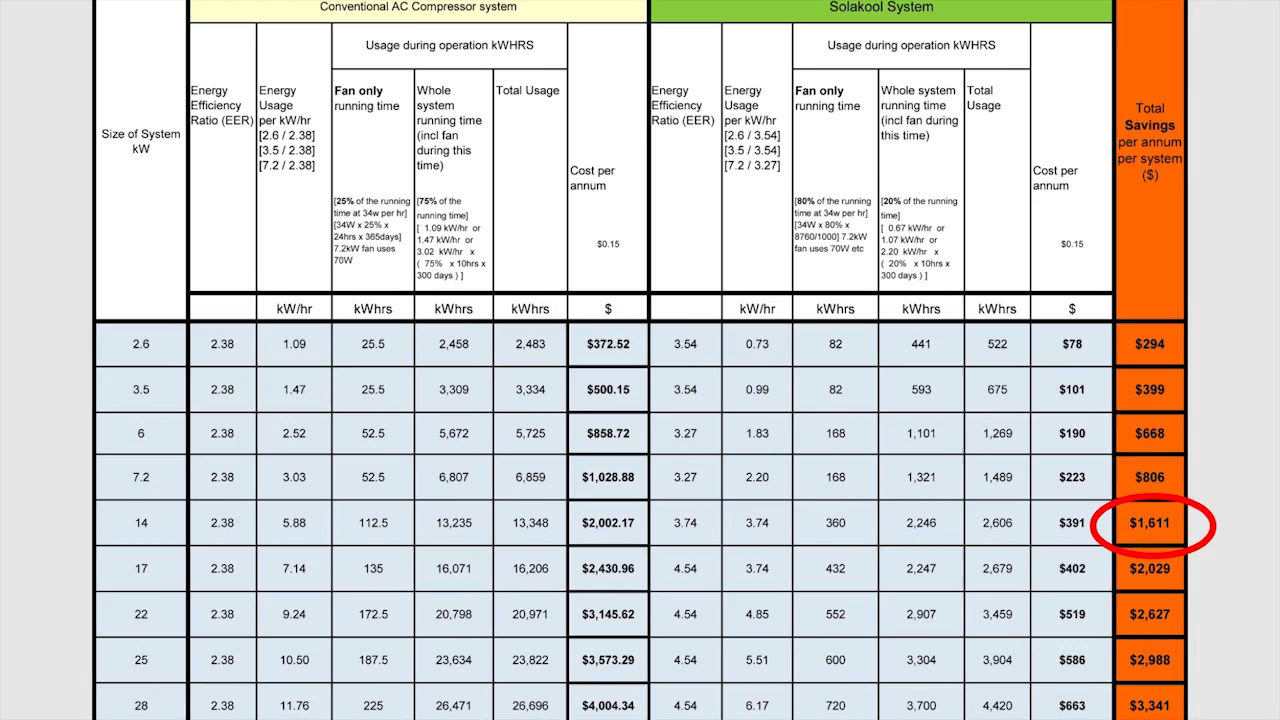 Conventional AC Compressor system
Solakool System
Size of System
kW
Energy
Efficiency
Ratio (EER)
Energy
Usage
per kW/hr
[2.6 / 2.38]
[3.5 / 2.38]
[7.2 / 2.38]
Usage during operation kWHRS
Fan only
running time
[25% of the running
time at 34w per hr]
[34W x 25% x
24hrs x 365days]
7.2kW fan uses
70W
Whole
system
running time
(incl fan
during this
time)
[75% of the
running time]
[ 1.09 kW/hr or
1.47 kW/hr or
3.02 kW/hr x
( 75% x 10hrs x
300 days ) ]
Total Usage
Cost per
annum
$0.15
Energy
Efficiency
Ratio (EER)
Energy
Usage
per kW/hr
[2.6 / 3.54]
[3.5 / 3.54]
[7.2 / 3.27]
Usage during operation kWHRS
Fan only
running time
[80% of the running
time at 34w per hr]
[34W x 80% x
8760/1000] 7.2kW
fan uses 70W etc
Whole system
running time
(incl fan during
this time)
[20% of the running
time]
[ 0.67 kW/hr or
1.07 kW/hr or
2.20 kW/hr x
( 20% x 10hrs x
300 days ) ]
Total
Usage
Cost per
annum
$0.15
Total
Savings
per annum
per system
($)
kW/hr kWhrs kWhrs kWhrs $ kW/hr kWhrs kWhrs kWhrs $
2.6 2.38 1.09 25.5 2,458 2,483 $372.52 3.54 0.73 82 441 522 $78 $294
3.5 2.38 1.47 25.5 3,309 3,334 $500.15 3.54 0.99 82 593 675 $101 $399
6 2.38 2.52 52.5 5,672 5,725 $858.72 3.27 1.83 168 1,101 1,269 $190 $668
7.2 2.38 3.03 52.5 6,807 6,859 $1,028.88 3.27 2.20 168 1,321 1,489 $223 $806
14 2.38 5.88 112.5 13,235 13,348 $2,002.17 3.74 3.74 360 2,246 2,606 $391 $1,611
17 2.38 7.14 135 16,071 16,206 $2,430.96 4.54 3.74 432 2,247 2,679 $402 $2,029
22 2.38 9.24 172.5 20,798 20,971 $3,145.62 4.54 4.85 552 2,907 3,459 $519 $2,627
25 2.38 10.50 187.5 23,634 23,822 $3,573.29 4.54 5.51 600 3,304 3,904 $586 $2,988
28 2.38 11.76 225 26,471 26,696 $4,004.34 4.54 6.17 720 3,700 4,420 $663 $3,341